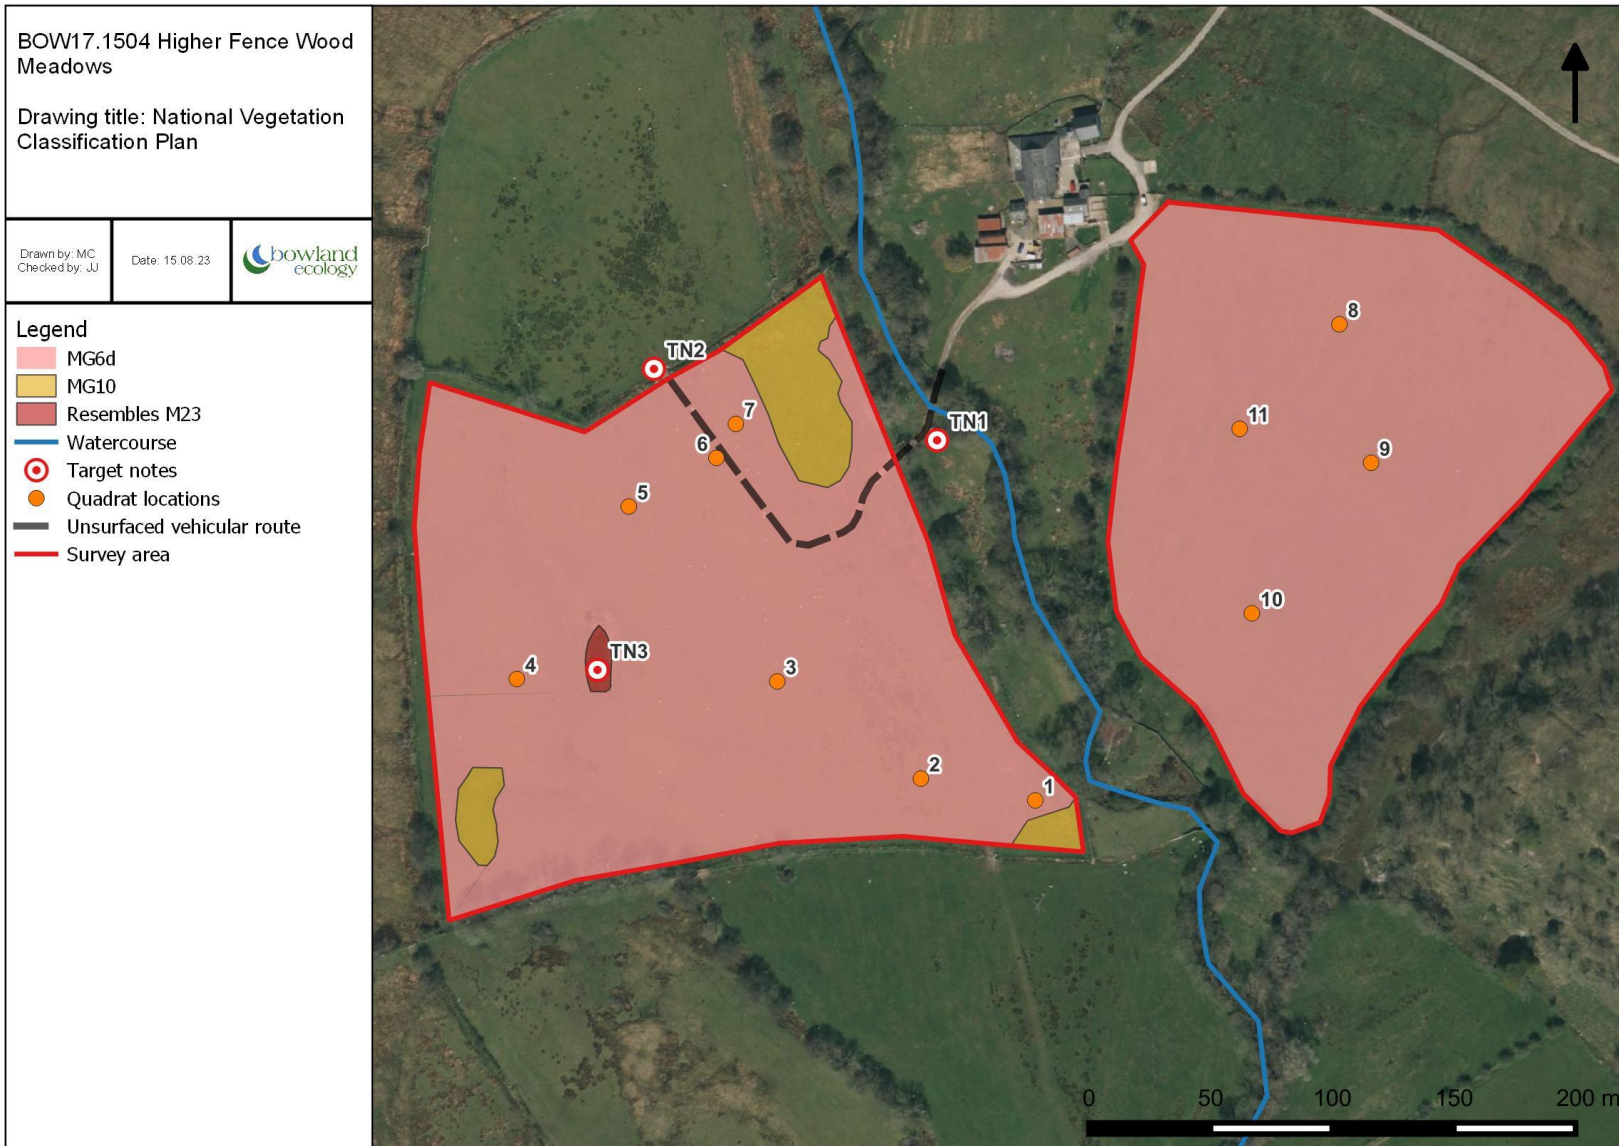 BOW17.1504 Higher Fence Wood
Meadows
Drawing title: National Vegetation
Classification Plan
Drawn by: MC
Checked by: JJ
Date: 15.08.23
bowland
ecology
Legend
MG6d
MG10
Resembles M23
Watercourse
Target notes
Quadrat locations
Unsurfaced vehicular route
Survey area
8
TN2
7
TN1
11
6
9
5
10
TN3
4
3
2
1
0 50 100 150 200 m